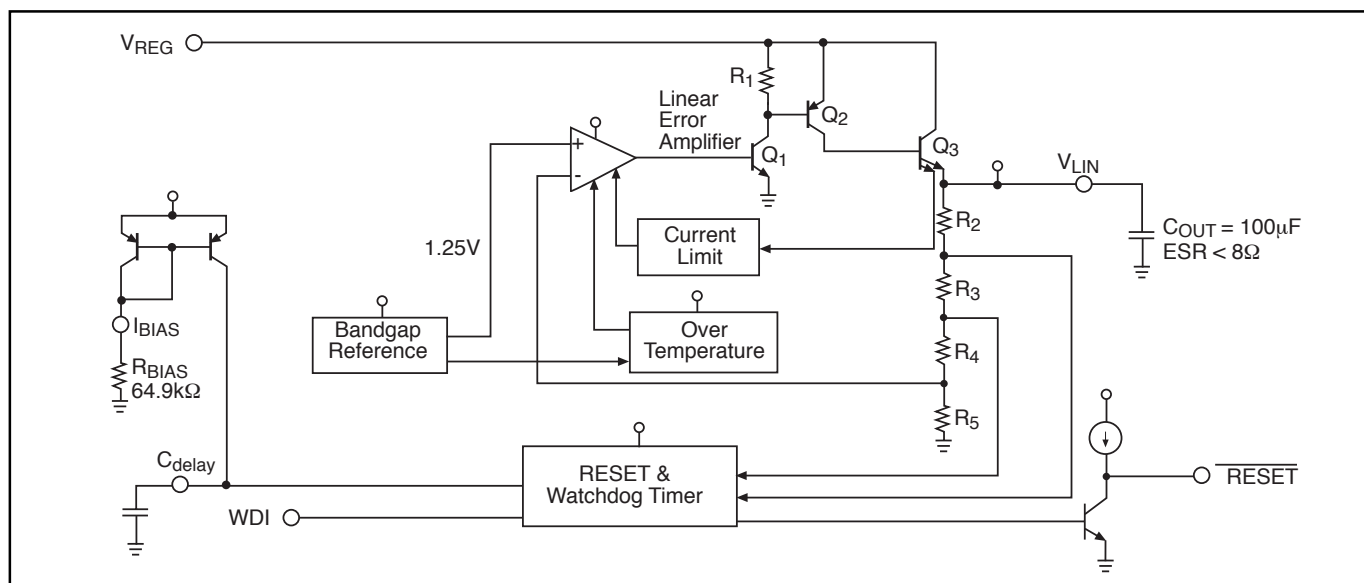 VREG
R1
Linear
Error
Amplifier
Q2
Q1
Q3
+
-
VLIN
R2
COUT = 100μF
ESR < 8Ω
Current
Limit
1.25V
R3
IBIAS
Bandgap
Reference
Over
Temperature
R4
RBIAS
64.9kΩ
R5
Cdelay
RESET &
Watchdog Timer
RESET
WDI